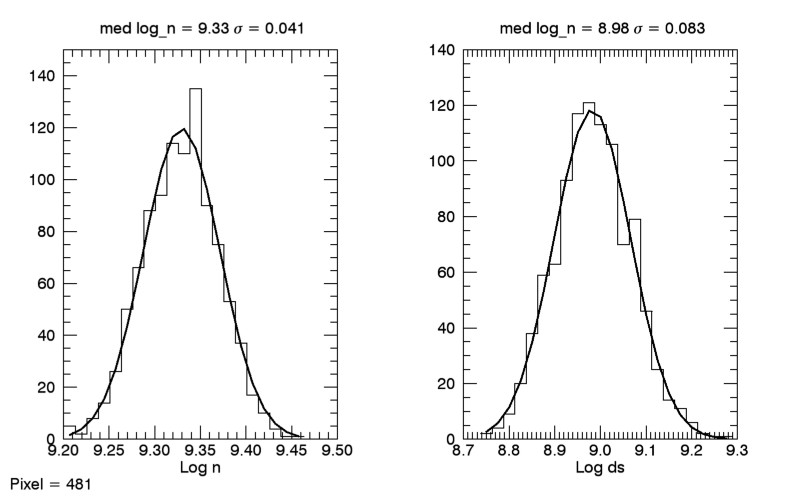 med log_n = 9.33 σ = 0.041
med log_n = 8.98 σ = 0.083
140
120
100
80
60
40
20
0
9.20 9.25 9.30 9.35 9.40 9.45 9.50
Log n
140
120
100
80
60
40
20
0
8.7 8.8 8.9 9.0 9.1 9.2 9.3
Log ds
Pixel = 481